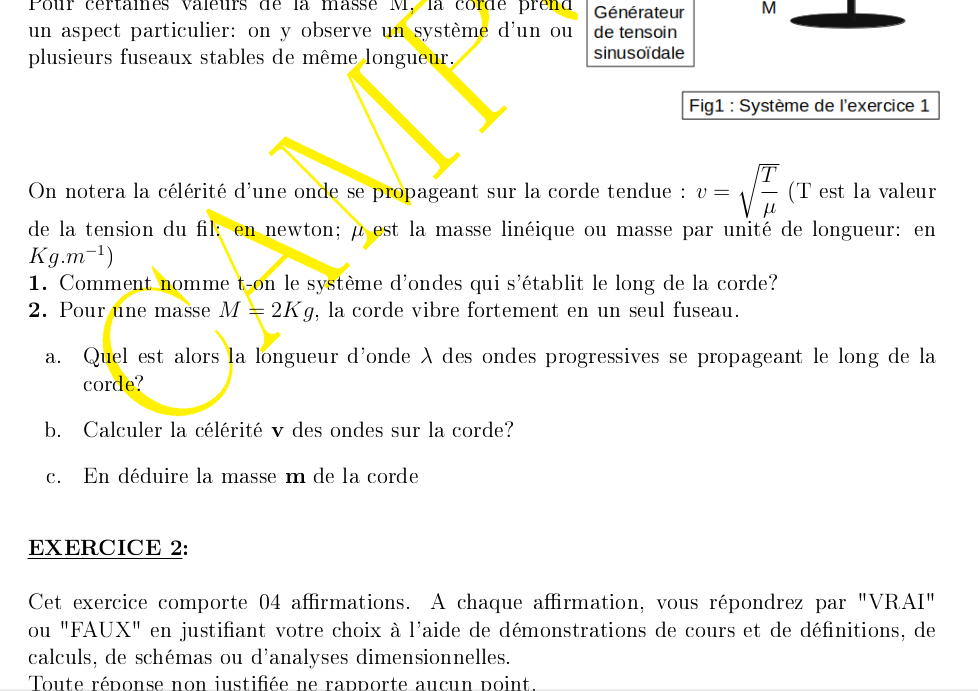 Pour certaines valeurs de la masse M, la corde prend
un aspect particulier: on y observe un système d'un ou
plusieurs fuseaux stables de même longueur.
Générateur
de tensoin
sinusoïdale
M
Fig1 : Système de l'exercice 1
On notera la célérité d'une onde se propageant sur la corde tendue : v = √(T/μ) (T est la valeur
de la tension du fil: en newton; μ est la masse linéique ou masse par unité de longueur: en
Kg.m⁻¹)
1. Comment nomme t-on le système d'ondes qui s'établit le long de la corde?
2. Pour une masse M = 2Kg, la corde vibre fortement en un seul fuseau.
a. Quel est alors la longueur d'onde λ des ondes progressives se propageant le long de la
corde?
b. Calculer la célérité v des ondes sur la corde?
c. En déduire la masse m de la corde
EXERCICE 2:
Cet exercice comporte 04 affirmations. A chaque affirmation, vous répondrez par "VRAI"
ou "FAUX" en justifiant votre choix à l'aide de démonstrations de cours et de définitions, de
calculs, de schémas ou d'analyses dimensionnelles.
Toute réponse non justifiée ne rapporte aucun point.
CAMP